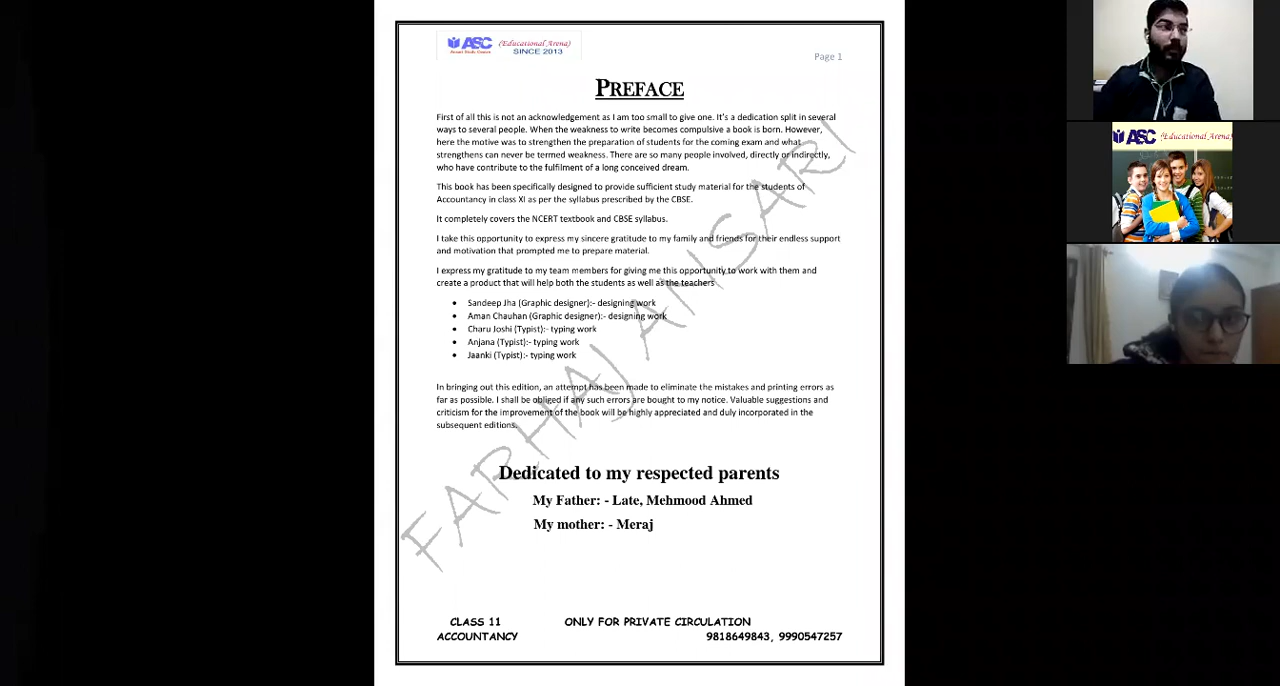 ASC (Educational Arena)
SINCE 2013
Page 1
PREFACE
First of all this is not an acknowledgement as I am too small to give one. It's a dedication split in several
ways to several people. When the weakness to write becomes compulsive a book is born. However,
here the motive was to strengthen the preparation of students for the coming exam and what
strengthens can never be termed weakness. There are so many people involved, directly or indirectly,
who have contribute to the fulfilment of a long conceived dream.
This book has been specifically designed to provide sufficient study material for the students of
Accountancy in class XI as per the syllabus prescribed by the CBSE.
It completely covers the NCERT textbook and CBSE syllabus.
I take this opportunity to express my sincere gratitude to my family and friends for their endless support
and motivation that prompted me to prepare material.
I express my gratitude to my team members for giving me this opportunity to work with them and
create a product that will help both the students as well as the teachers
• Sandeep Jha (Graphic designer):- designing work
• Aman Chauhan (Graphic designer):- designing work
• Charu Joshi (Typist):- typing work
• Anjana (Typist):- typing work
• Jaanki (Typist):- typing work
In bringing out this edition, an attempt has been made to eliminate the mistakes and printing errors as
far as possible. I shall be obliged if any such errors are bought to my notice. Valuable suggestions and
criticism for the improvement of the book will be highly appreciated and duly incorporated in the
subsequent editions.
Dedicated to my respected parents
My Father: - Late, Mehmood Ahmed
My mother: - Meraj
FARHAJ ANSARI
CLASS 11 ONLY FOR PRIVATE CIRCULATION
ACCOUNTANCY 9818649843, 9990547257
ASC (Educational Arena)